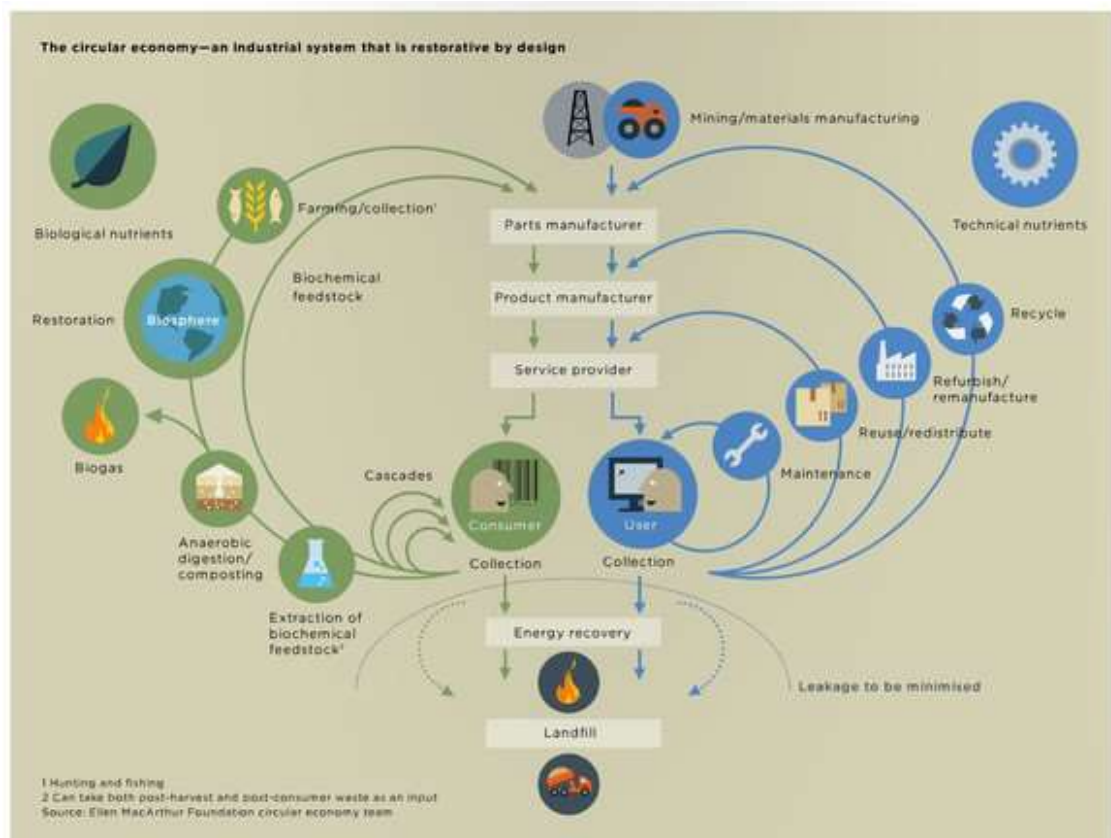 The circular economy—an industrial system that is restorative by design
Mining/materials manufacturing
Biological nutrients
Farming/collection¹
Parts manufacturer
Technical nutrients
Biochemical
feedstock
Product manufacturer
Restoration
Biosphere
Recycle
Service provider
Refurbish/
remanufacture
Reuse/redistribute
Biogas
Cascades
Maintenance
Consumer
User
Anaerobic
digestion/
composting
Collection
Collection
Extraction of
biochemical
feedstock²
Energy recovery
Leakage to be minimised
Landfill
1 Hunting and fishing
2 Can take both post-harvest and post-consumer waste as an input
Source: Ellen MacArthur Foundation circular economy team